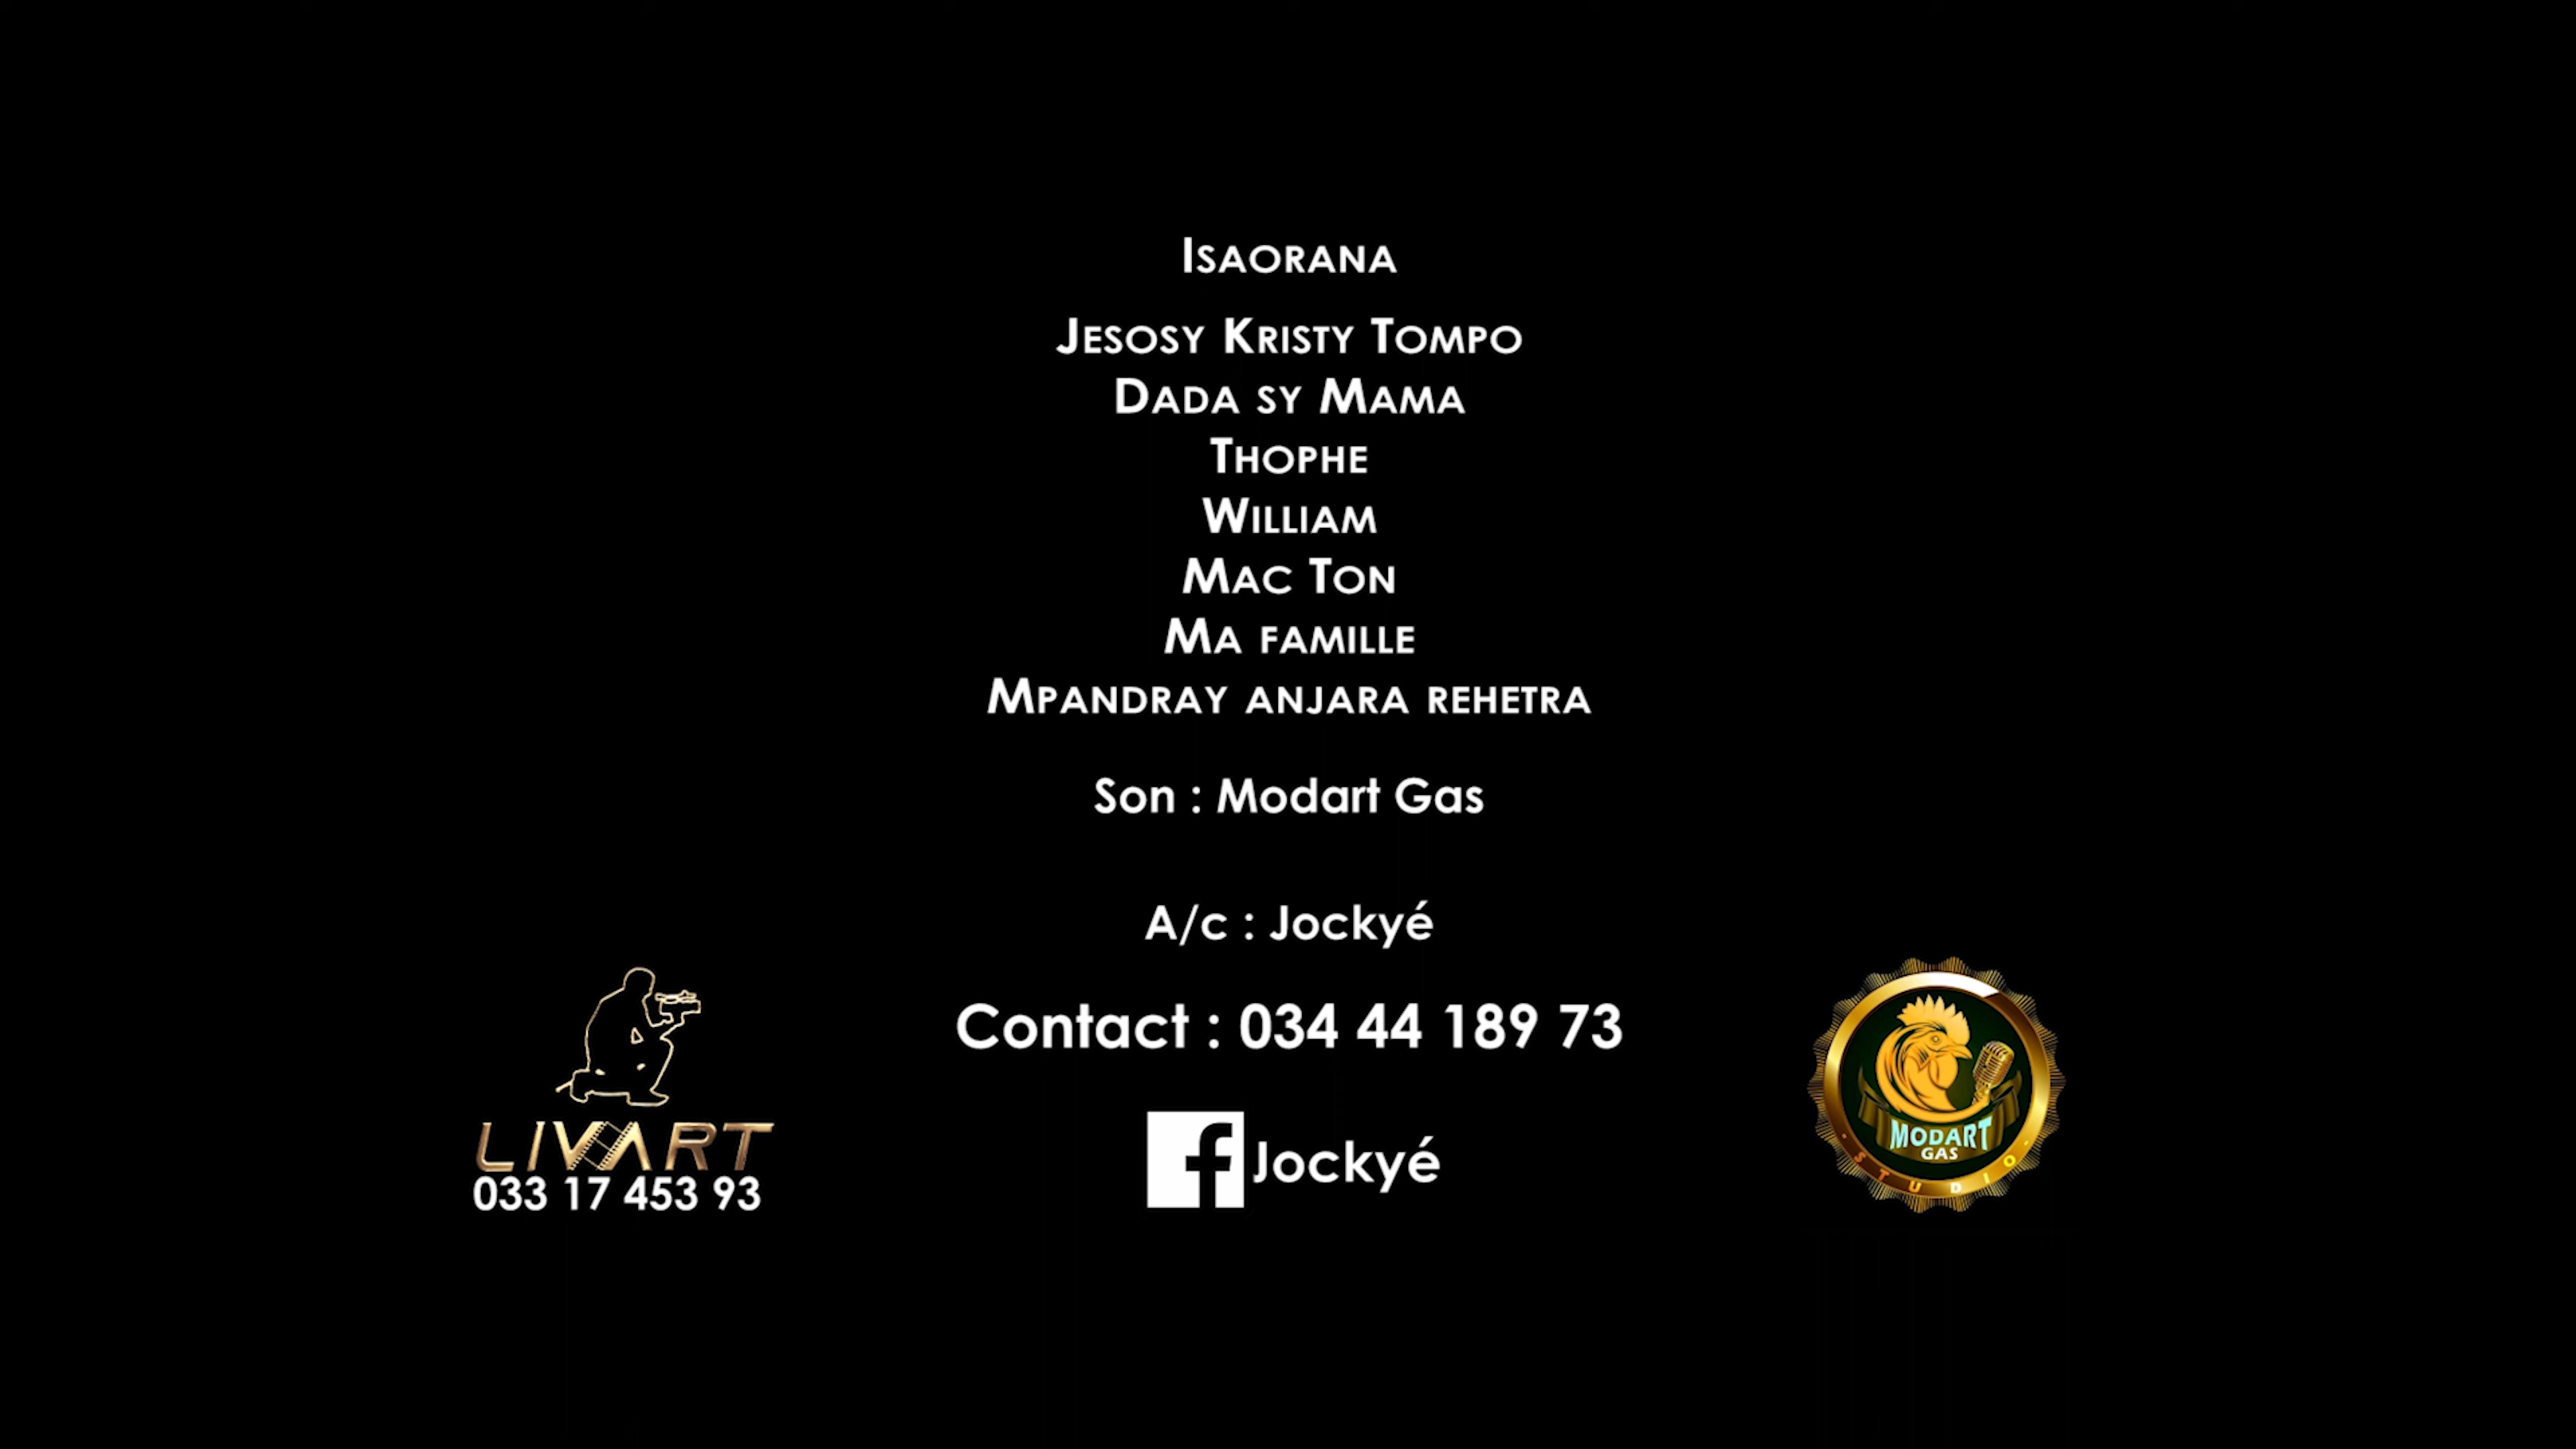 Isaorana
Jesosy Kristy Tompo
Dada sy Mama
Thophe
William
Mac Ton
Ma famille
Mpandray anjara rehetra
Son : Modart Gas
A/c : Jockyé
Contact : 034 44 189 73
Jockyé
LIVART
033 17 453 93
MODART
GAS
STUDIO